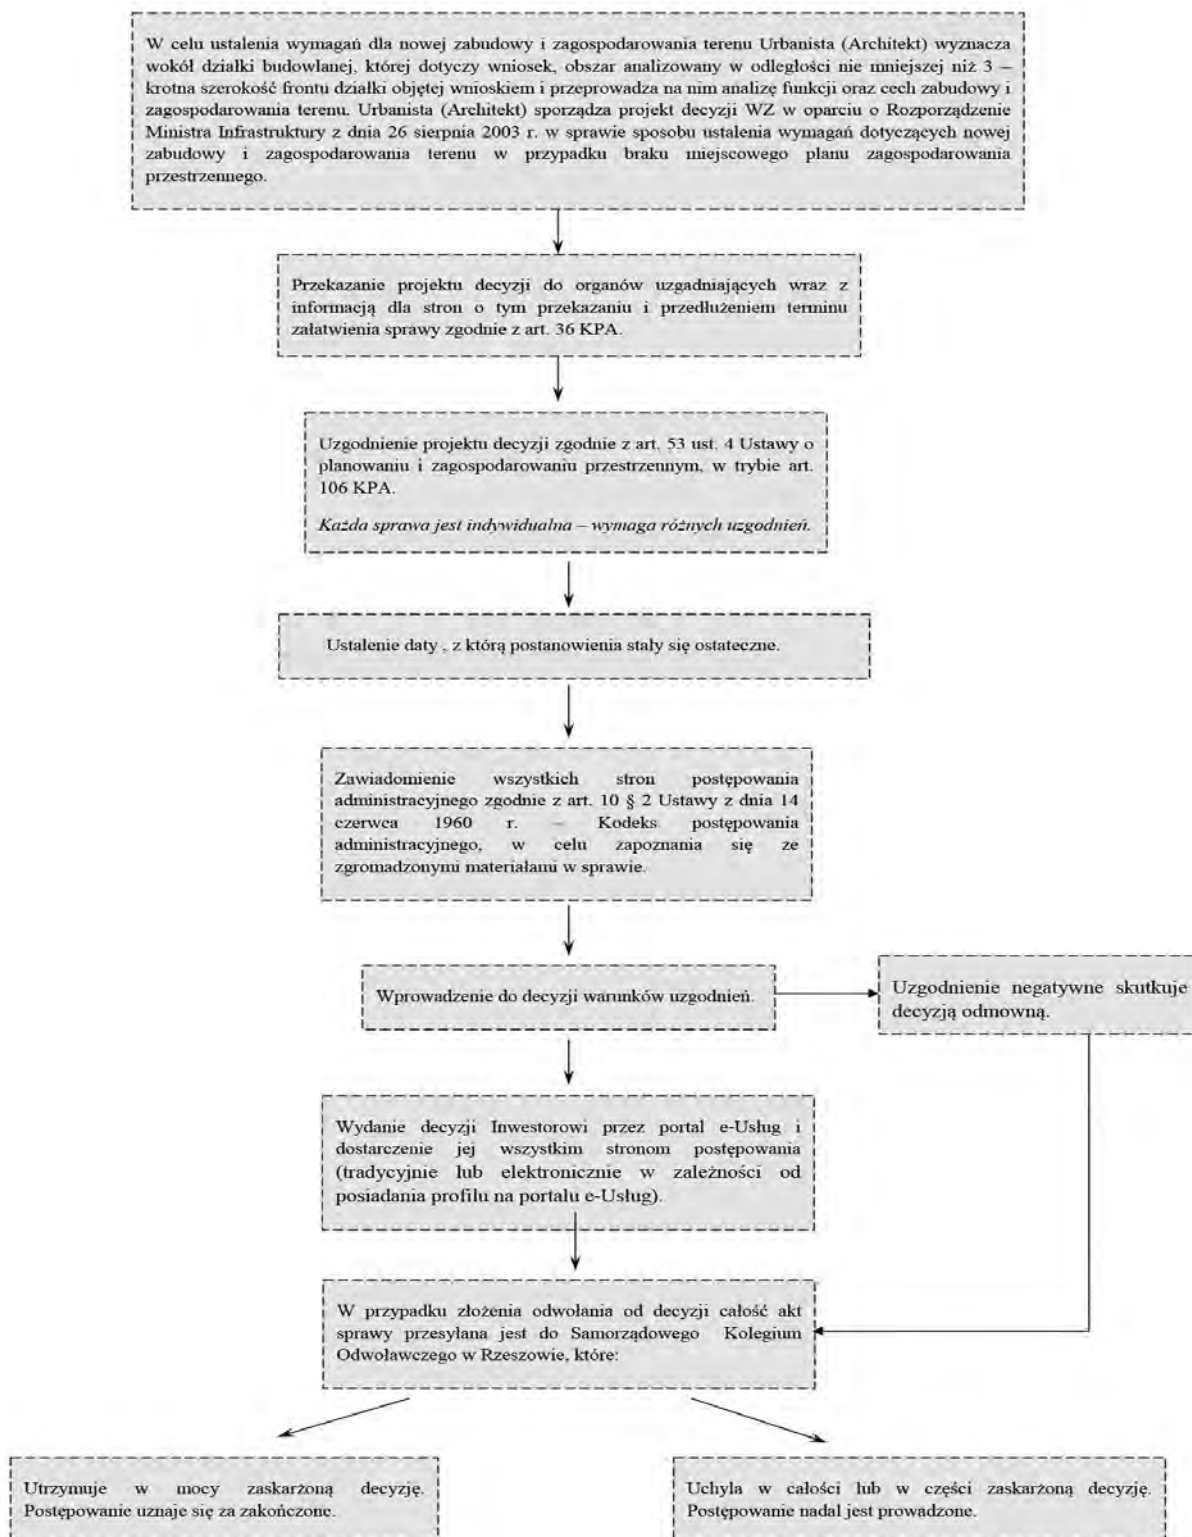 W celu ustalenia wymagań dla nowej zabudowy i zagospodarowania terenu Urbanista (Architekt) wyznacza
wokół działki budowlanej, której dotyczy wniosek, obszar analizowany w odległości nie mniejszej niż 3 –
krotna szerokość frontu działki objętej wnioskiem i przeprowadza na nim analizę funkcji oraz cech zabudowy i
zagospodarowania terenu. Urbanista (Architekt) sporządza projekt decyzji WZ w oparciu o Rozporządzenie
Ministra Infrastruktury z dnia 26 sierpnia 2003 r. w sprawie sposobu ustalenia wymagań dotyczących nowej
zabudowy i zagospodarowania terenu w przypadku braku miejscowego planu zagospodarowania
przestrzennego.
Przekazanie projektu decyzji do organów uzgadniających wraz z
informacją dla stron o tym przekazaniu i przedłużeniem terminu
załatwienia sprawy zgodnie z art. 36 KPA.
Uzgodnienie projektu decyzji zgodnie z art. 53 ust. 4 Ustawy o
planowaniu i zagospodarowaniu przestrzennym, w trybie art.
106 KPA.
Każda sprawa jest indywidualna – wymaga różnych uzgodnień.
Ustalenie daty , z którą postanowienia stały się ostateczne.
Zawiadomienie wszystkich stron postępowania
administracyjnego zgodnie z art. 10 § 2 Ustawy z dnia 14
czerwca 1960 r. – Kodeks postępowania
administracyjnego, w celu zapoznania się ze
zgromadzonymi materiałami w sprawie.
Wprowadzenie do decyzji warunków uzgodnień.
Uzgodnienie negatywne skutkuje
decyzją odmowną.
Wydanie decyzji Inwestorowi przez portal e-Usług i
dostarczenie jej wszystkim stronom postępowania
(tradycyjnie lub elektronicznie w zależności od
posiadania profilu na portalu e-Usług).
W przypadku złożenia odwołania od decyzji całość akt
sprawy przesyłana jest do Samorządowego Kolegium
Odwoławczego w Rzeszowie, które:
Utrzymuje w mocy zaskarżoną decyzję.
Postępowanie uznaje się za zakończone.
Uchyla w całości lub w części zaskarżoną decyzję.
Postępowanie nadal jest prowadzone.